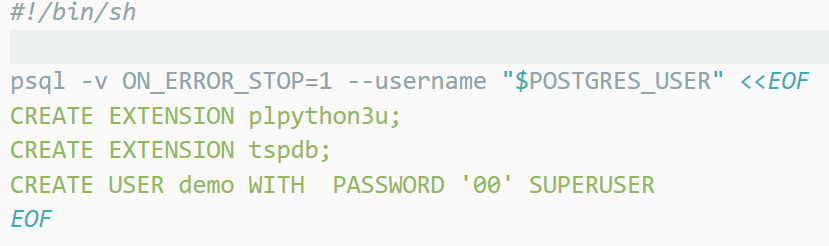 #!/bin/sh
psql -v ON_ERROR_STOP=1 --username "$POSTGRES_USER" <<EOF
CREATE EXTENSION plpython3u;
CREATE EXTENSION tspdb;
CREATE USER demo WITH  PASSWORD '00' SUPERUSER
EOF